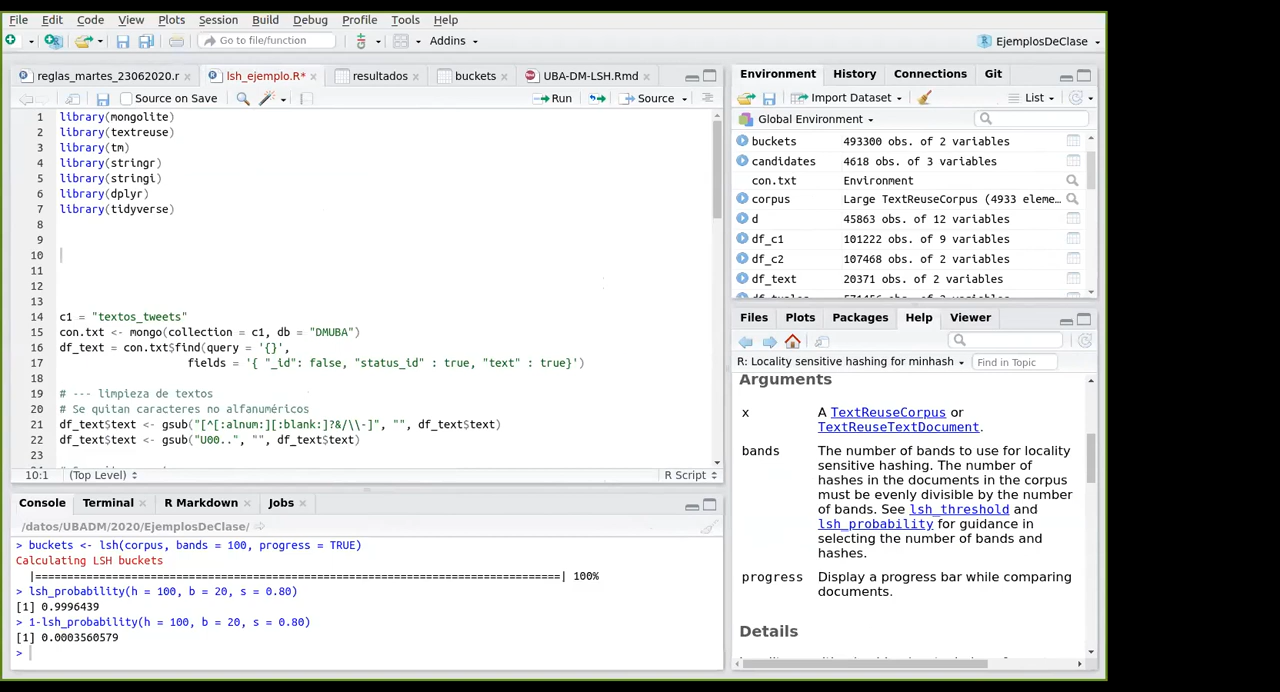 File Edit Code View Plots Session Build Debug Profile Tools Help
Go to file/function Addins EjemplosDeClase
reglas_martes_23062020.r lsh_ejemplo.R* resultados buckets UBA-DM-LSH.Rmd
Source on Save Run Source
1 library(mongolite)
2 library(textreuse)
3 library(tm)
4 library(stringr)
5 library(stringi)
6 library(dplyr)
7 library(tidyverse)
8
9
10
11
12
13
14 c1 = "textos_tweets"
15 con.txt <- mongo(collection = c1, db = "DMUBA")
16 df_text = con.txt$find(query = '{}',
17 fields = '{ "_id": false, "status_id" : true, "text" : true}')
18
19 # --- limpieza de textos
20 # Se quitan caracteres no alfanuméricos
21 df_text$text <- gsub("[^[:alnum:][:blank:]?&/\\-]", "", df_text$text)
22 df_text$text <- gsub("U00..", "", df_text$text)
23
10:1 (Top Level) R Script
Console Terminal R Markdown Jobs
/datos/UBADM/2020/EjemplosDeClase/
> buckets <- lsh(corpus, bands = 100, progress = TRUE)
Calculating LSH buckets
|==========================================================================| 100%
> lsh_probability(h = 100, b = 20, s = 0.80)
[1] 0.9996439
> 1-lsh_probability(h = 100, b = 20, s = 0.80)
[1] 0.0003560579
>
Environment History Connections Git
Import Dataset List
Global Environment
buckets 493300 obs. of 2 variables
candidates 4618 obs. of 3 variables
con.txt Environment
corpus Large TextReuseCorpus (4933 eleme…
d 45863 obs. of 12 variables
df_c1 101222 obs. of 9 variables
df_c2 107468 obs. of 2 variables
df_text 20371 obs. of 2 variables
Files Plots Packages Help Viewer
R: Locality sensitive hashing for minhash Find in Topic
Arguments
x A TextReuseCorpus or
TextReuseTextDocument.
bands The number of bands to use for locality
sensitive hashing. The number of
hashes in the documents in the corpus
must be evenly divisible by the number
of bands. See lsh_threshold and
lsh_probability for guidance in
selecting the number of bands and
hashes.
progress Display a progress bar while comparing
documents.
Details